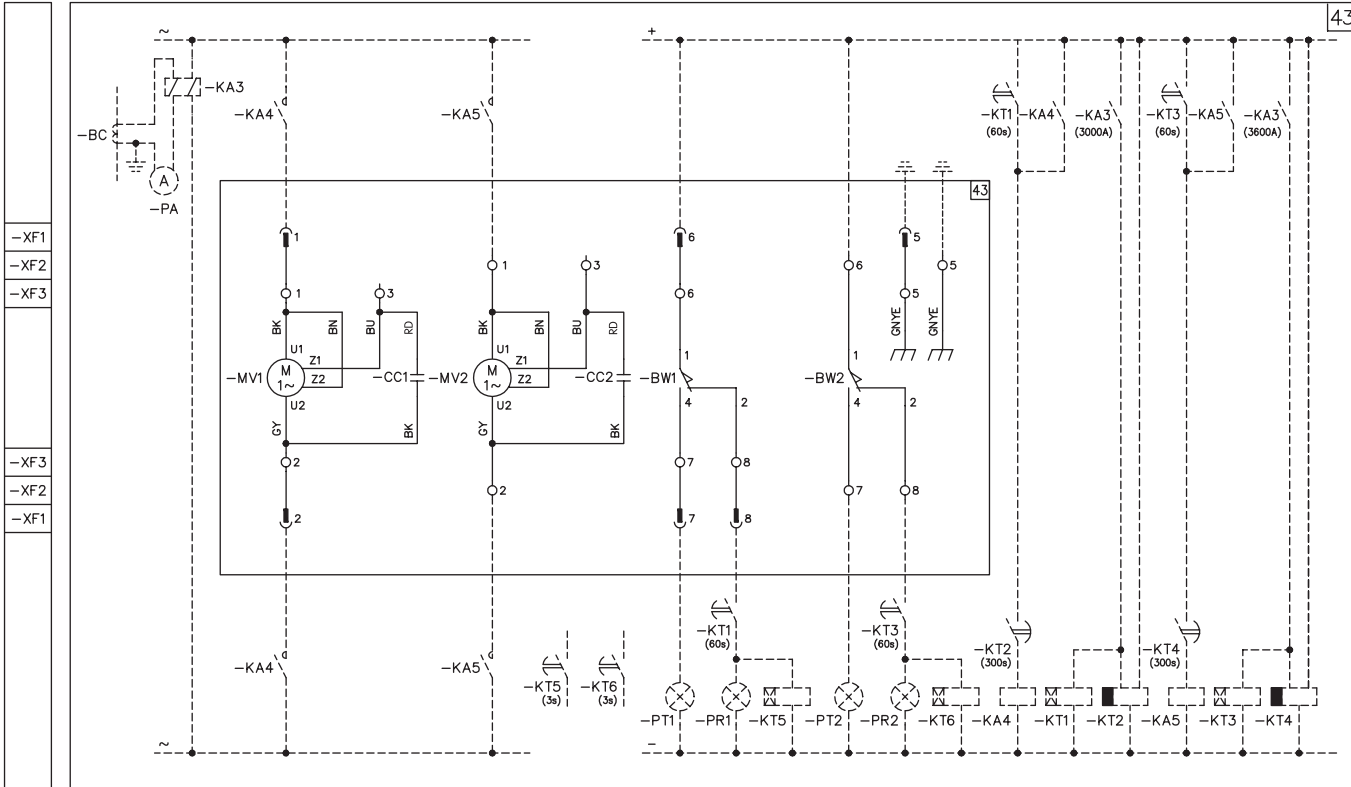 43
~
+
-KA3
-KA4
-KA5
-KT1
(60s)
-KA4
-KA3
(3000A)
-KT3
(60s)
-KA5
-KA3
(3600A)
-BC
A
-PA
43
-XF1
-XF2
-XF3
1
6
5
1
3
6
5
1
3
6
5
BK
BN
BU
RD
BK
BN
BU
RD
GNYE
GNYE
U1
Z1
Z2
U2
M
1~
-MV1
-CC1
U1
Z1
Z2
U2
M
1~
-MV2
-CC2
1
-BW1
4
2
1
-BW2
4
2
GY
BK
GY
BK
-XF3
-XF2
-XF1
2
7
8
2
7
8
2
7
8
-KA4
-KA5
-KT5
(3s)
-KT6
(3s)
-KT1
(60s)
-KT3
(60s)
-KT2
(300s)
-KT4
(300s)
-PT1
-PR1
-KT5
-PT2
-PR2
-KT6
-KA4
-KT1
-KT2
-KA5
-KT3
-KT4
~
-